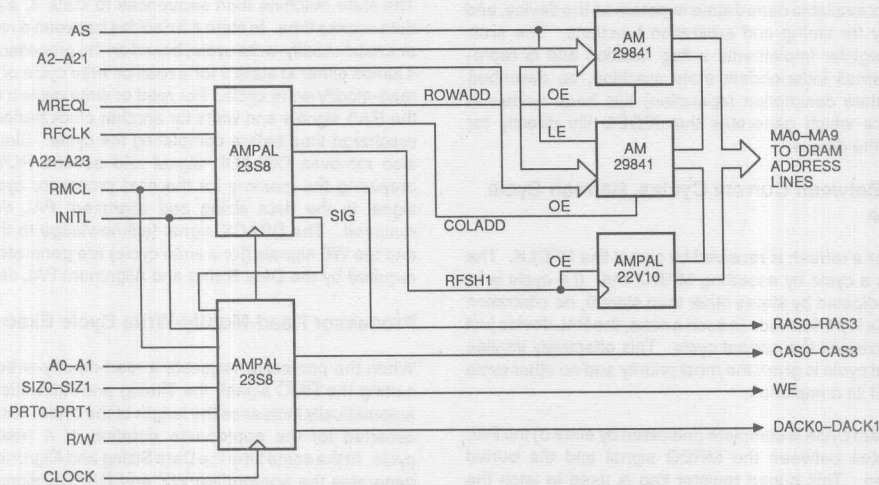 AS
A2–A21
MREQL
RFCLK
A22–A23
RMCL
INITL
AMPAL
23S8
ROWADD
OE
LE
AM
29841
AM
29841
OE
COLADD
SIG
OE
RFSH1
AMPAL
22V10
MA0–MA9
TO DRAM
ADDRESS
LINES
RAS0–RAS3
CAS0–CAS3
WE
DACK0–DACK1
AMPAL
23S8
A0–A1
SIZ0–SIZ1
PRT0–PRT1
R/W
CLOCK